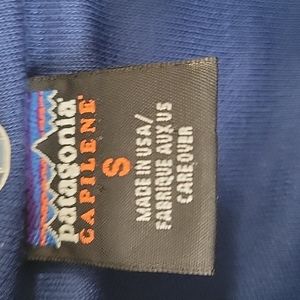 patagonia®
CAPILENE®
S
MADE IN USA/
FABRIQUE AUX US
CARE OVER